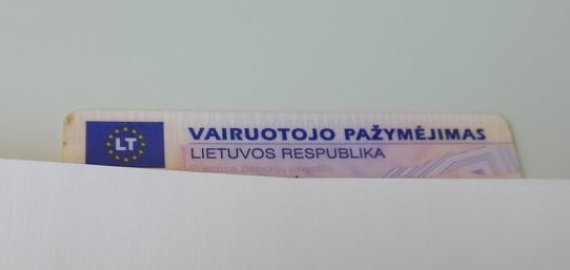 LT
VAIRUOTOJO PAŽYMĖJIMAS
LIETUVOS RESPUBLIKA